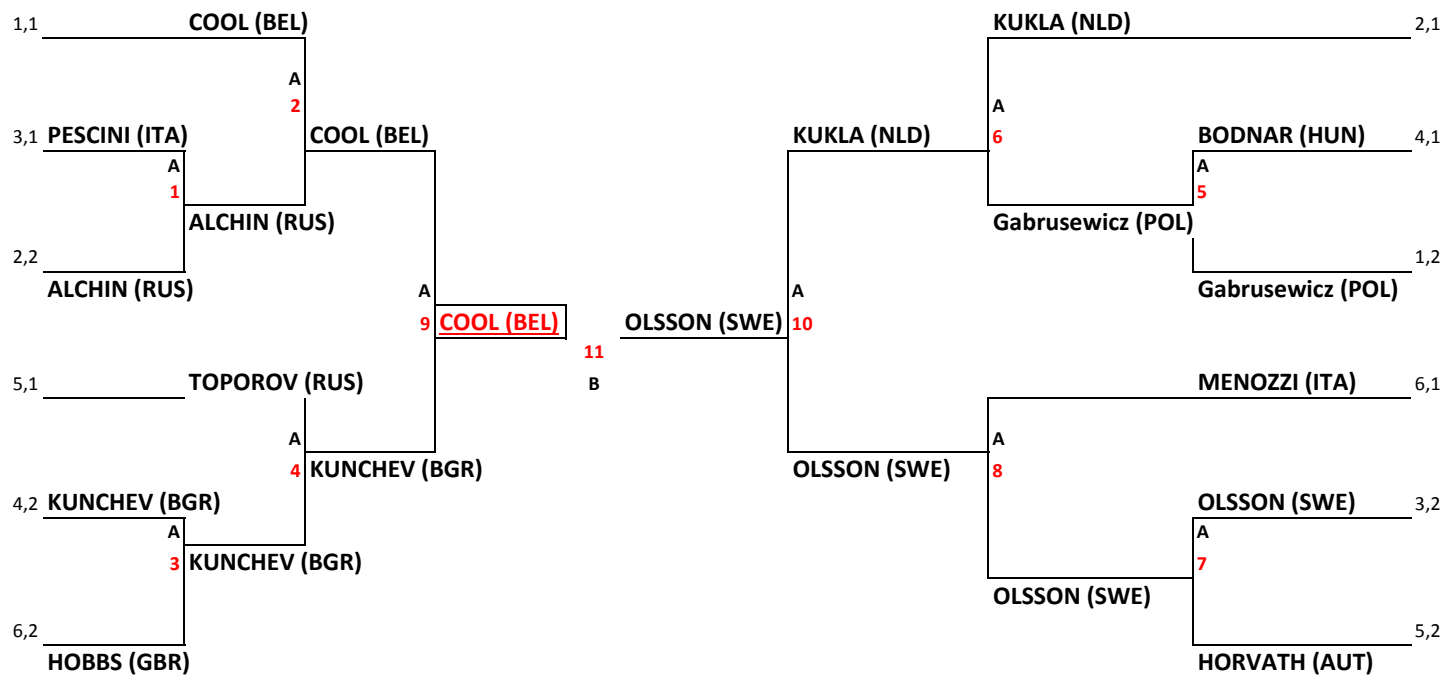 1,1 COOL (BEL) KUKLA (NLD) 2,1
A A
2 6
3,1 PESCINI (ITA) COOL (BEL) KUKLA (NLD) BODNAR (HUN) 4,1
A A
1 5
ALCHIN (RUS) Gabrusewicz (POL)
2,2 1,2
ALCHIN (RUS) Gabrusewicz (POL)
A A
9 COOL (BEL) OLSSON (SWE) 10
11
5,1 TOPOROV (RUS) B MENOZZI (ITA) 6,1
A A
4 KUNCHEV (BGR) OLSSON (SWE) 8
4,2 KUNCHEV (BGR) OLSSON (SWE) 3,2
A A
3 KUNCHEV (BGR) 7
OLSSON (SWE)
6,2 5,2
HOBBS (GBR) HORVATH (AUT)